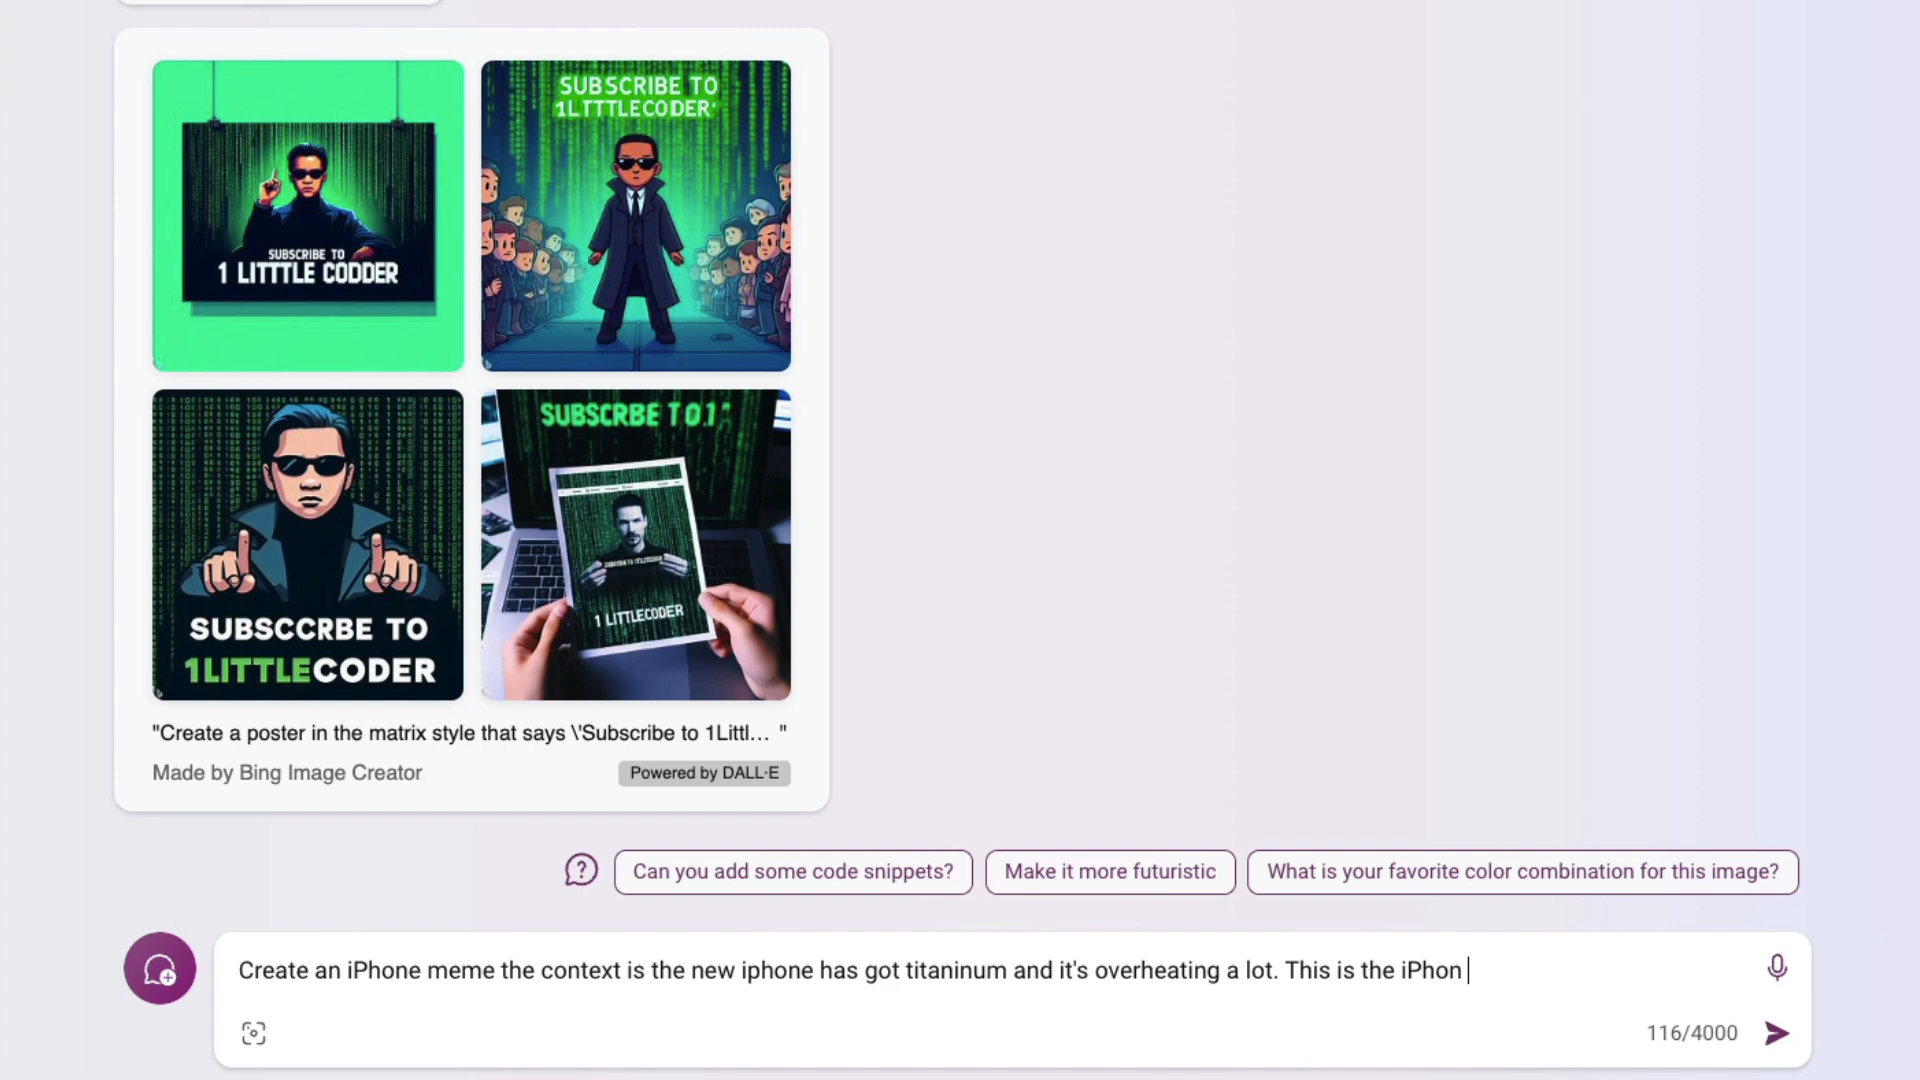 SUBSCRIBE TO
1 LITTTLE CODDER
SUBSCRIBE TO
1LTTTLECODER'
SUBSCCRBE TO
1LITTLECODER
SUBSCRBE TO.1"
1 LITTLECODER
"Create a poster in the matrix style that says \'Subscribe to 1Littl... "
Made by Bing Image Creator
Powered by DALL·E
Can you add some code snippets?
Make it more futuristic
What is your favorite color combination for this image?
Create an iPhone meme the context is the new iphone has got titaninum and it's overheating a lot. This is the iPhon
116/4000